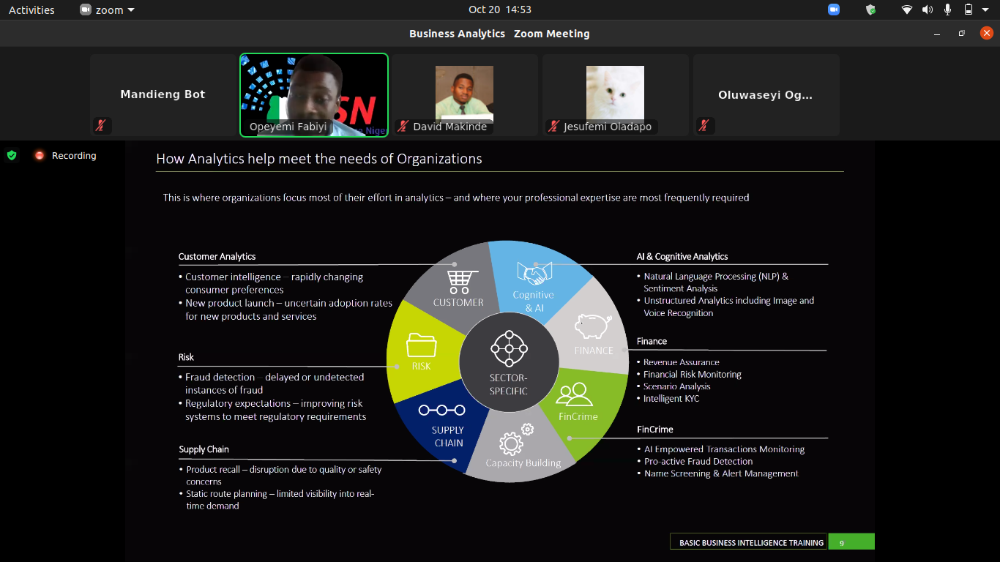 Activities
zoom
Oct 20 14:53
Business Analytics Zoom Meeting
Mandieng Bot
SN
e Niger
Opeyemi Fabiyi
David Makinde
Jesufemi Oladapo
Oluwaseyi Og...
Recording
How Analytics help meet the needs of Organizations
This is where organizations focus most of their effort in analytics – and where your professional expertise are most frequently required
Customer Analytics
• Customer intelligence – rapidly changing
consumer preferences
• New product launch – uncertain adoption rates
for new products and services
Risk
• Fraud detection – delayed or undetected
instances of fraud
• Regulatory expectations – improving risk
systems to meet regulatory requirements
Supply Chain
• Product recall – disruption due to quality or safety
concerns
• Static route planning – limited visibility into real-
time demand
CUSTOMER
Cognitive
& AI
FINANCE
RISK
SECTOR-
SPECIFIC
FinCrime
SUPPLY
CHAIN
Capacity Building
AI & Cognitive Analytics
• Natural Language Processing (NLP) &
Sentiment Analysis
• Unstructured Analytics including Image and
Voice Recognition
Finance
• Revenue Assurance
• Financial Risk Monitoring
• Scenario Analysis
• Intelligent KYC
FinCrime
• AI Empowered Transactions Monitoring
• Pro-active Fraud Detection
• Name Screening & Alert Management
BASIC BUSINESS INTELLIGENCE TRAINING
9